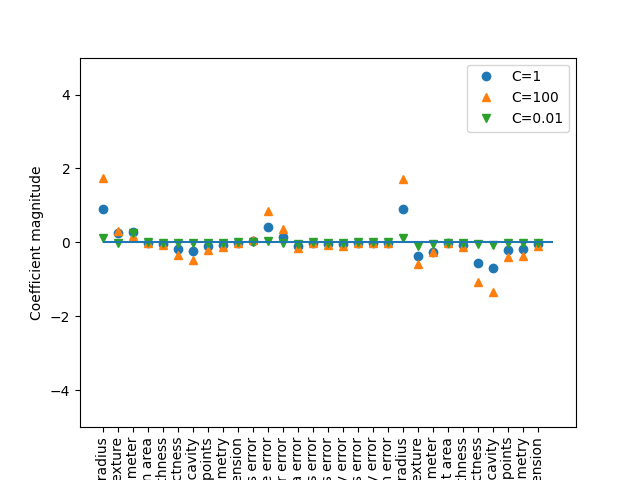 C=1
C=100
C=0.01
Coefficient magnitude
4
2
0
−2
−4
radius
exture
meter
n area
thness
ctness
cavity
points
metry
ension
s error
e error
r error
a error
s error
s error
y error
s error
y error
n error
radius
exture
meter
t area
thness
ctness
cavity
points
metry
ension